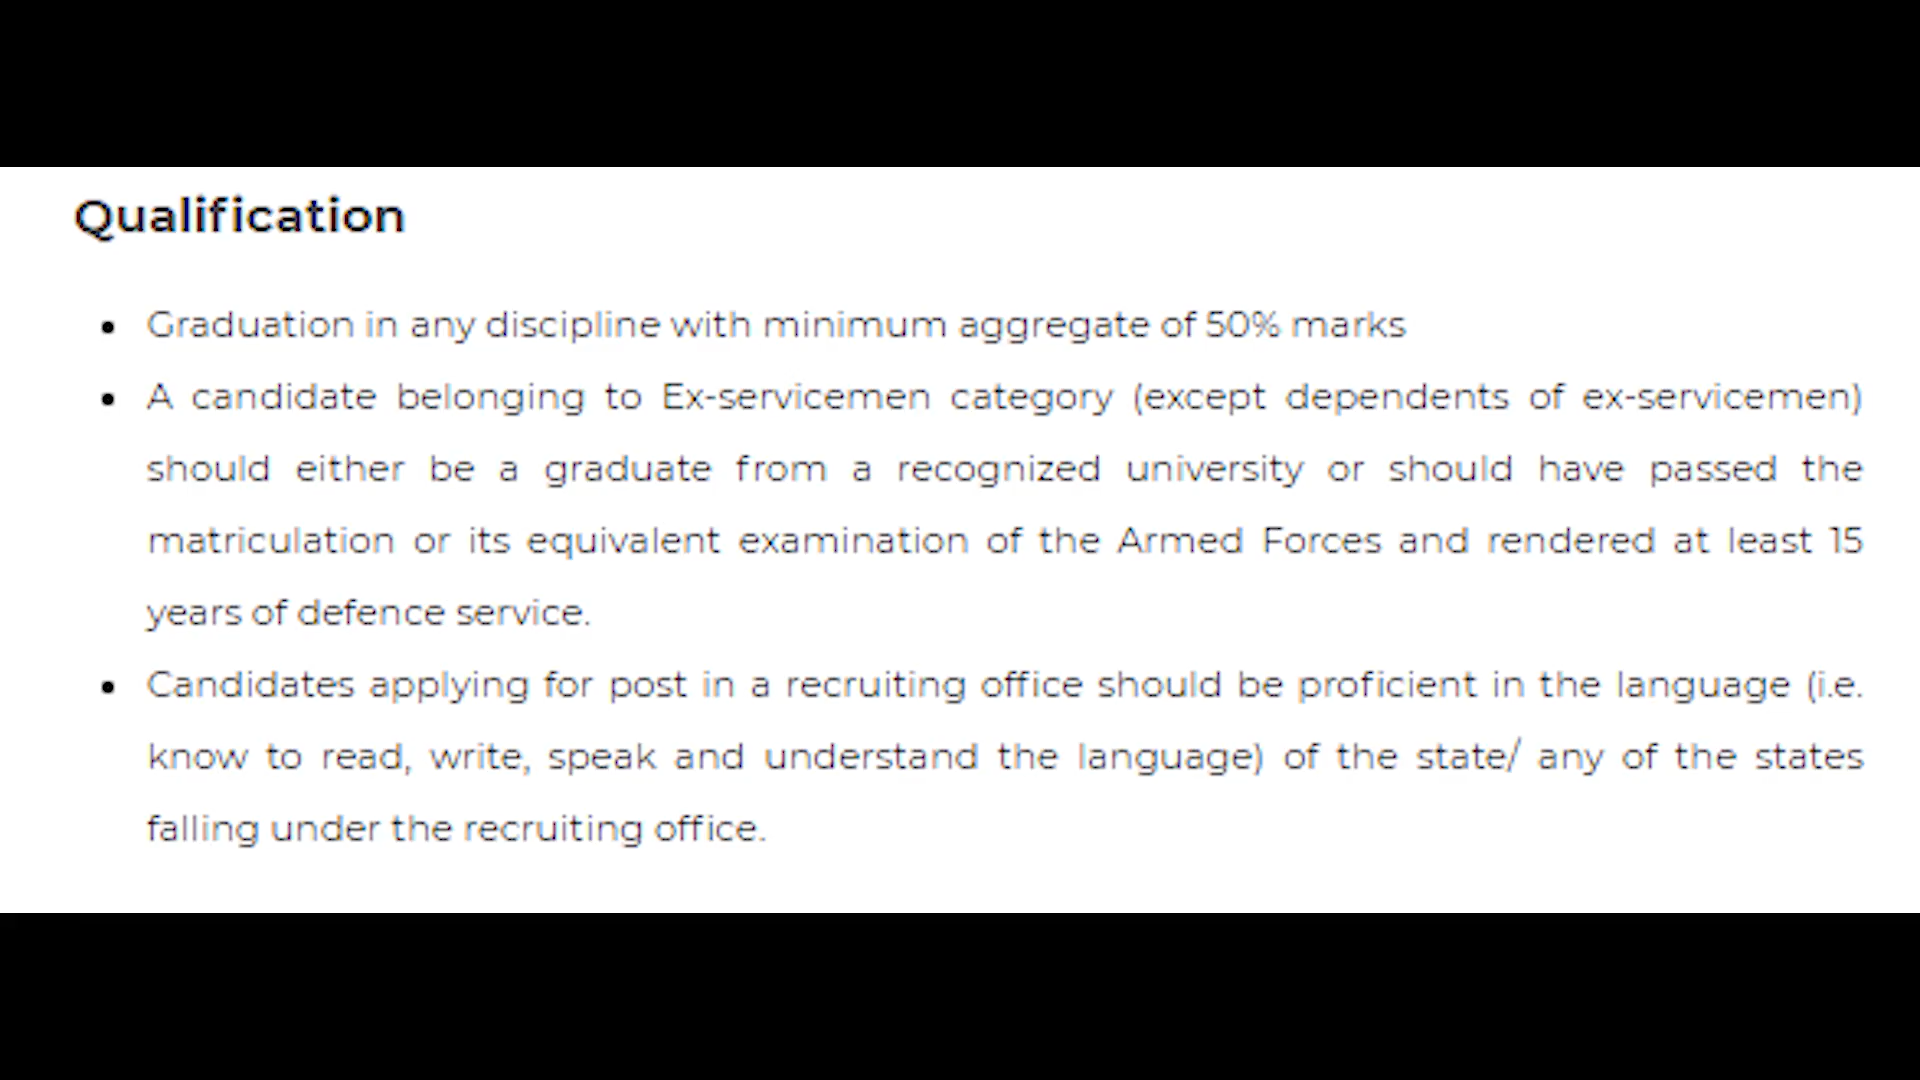 Qualification
• Graduation in any discipline with minimum aggregate of 50% marks
• A candidate belonging to Ex-servicemen category (except dependents of ex-servicemen)
should either be a graduate from a recognized university or should have passed the
matriculation or its equivalent examination of the Armed Forces and rendered at least 15
years of defence service.
• Candidates applying for post in a recruiting office should be proficient in the language (i.e.
know to read, write, speak and understand the language) of the state/ any of the states
falling under the recruiting office.